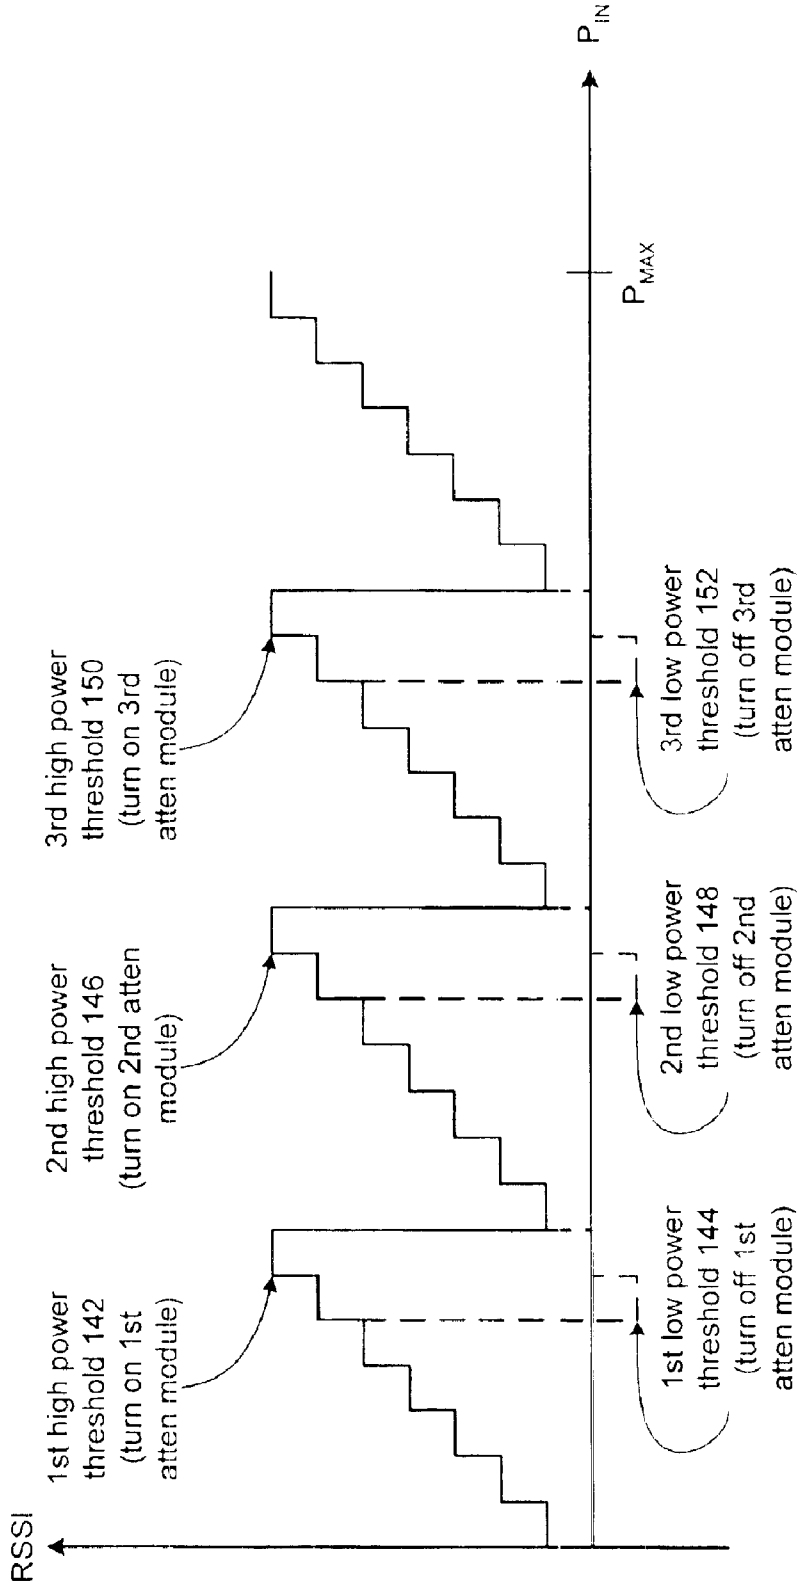 RSSI
1st high power
threshold 142
(turn on 1st
atten module)
2nd high power
threshold 146
(turn on 2nd atten
module)
3rd high power
threshold 150
(turn on 3rd
atten module)
1st low power
threshold 144
(turn off 1st
atten module)
2nd low power
threshold 148
(turn off 2nd
atten module)
3rd low power
threshold 152
(turn off 3rd
atten module)
PMAX
PIN